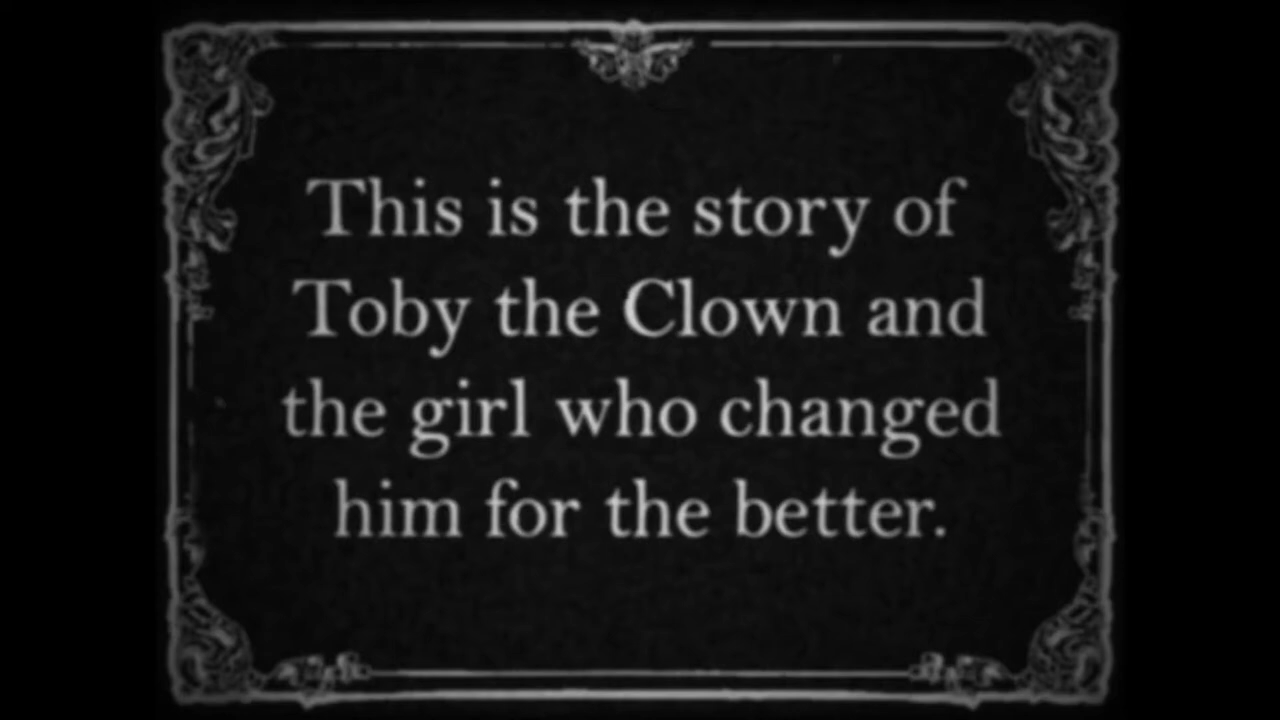 This is the story of
Toby the Clown and
the girl who changed
him for the better.